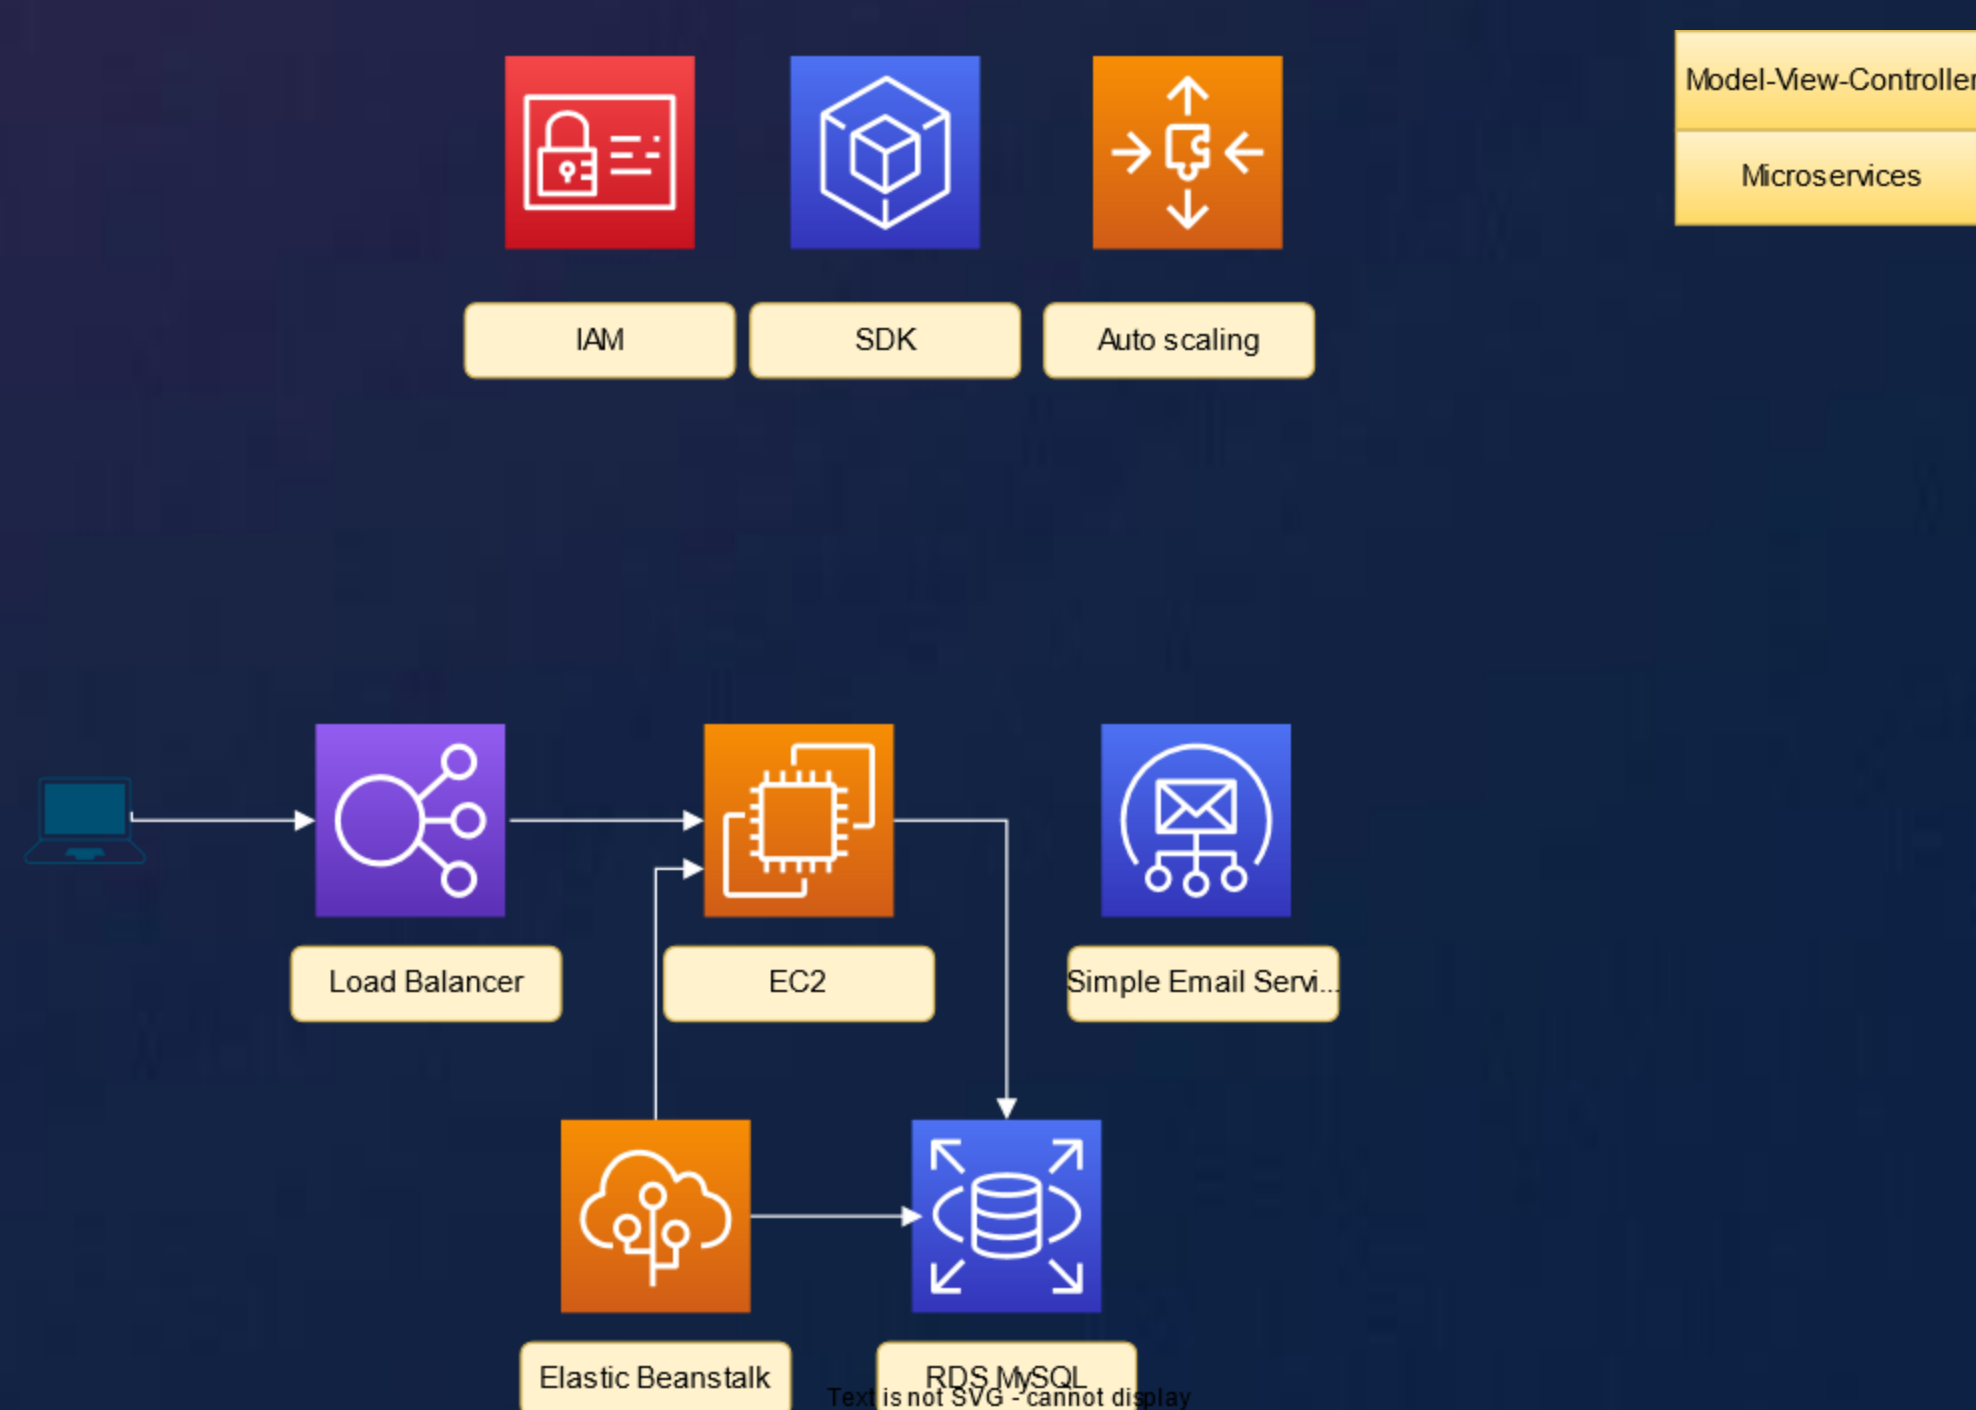 Model-View-Controller
Microservices
IAM
SDK
Auto scaling
Load Balancer
EC2
Simple Email Servi...
Elastic Beanstalk
RDS MySQL
Text is not SVG - cannot display